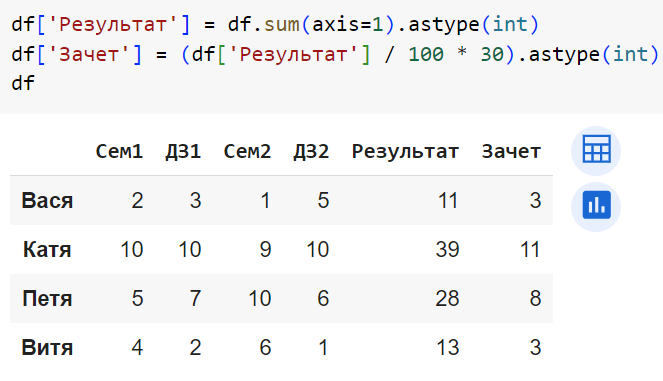 df['Результат'] = df.sum(axis=1).astype(int)
df['Зачет'] = (df['Результат'] / 100 * 30).astype(int)
df
Сем1 ДЗ1 Сем2 ДЗ2 Результат Зачет
Вася 2 3 1 5 11 3
Катя 10 10 9 10 39 11
Петя 5 7 10 6 28 8
Витя 4 2 6 1 13 3